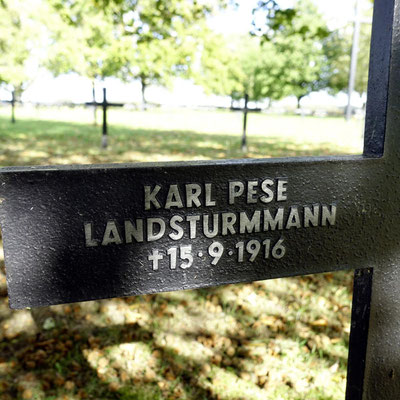 KARL PESE
LANDSTURMMANN
✝15·9·1916